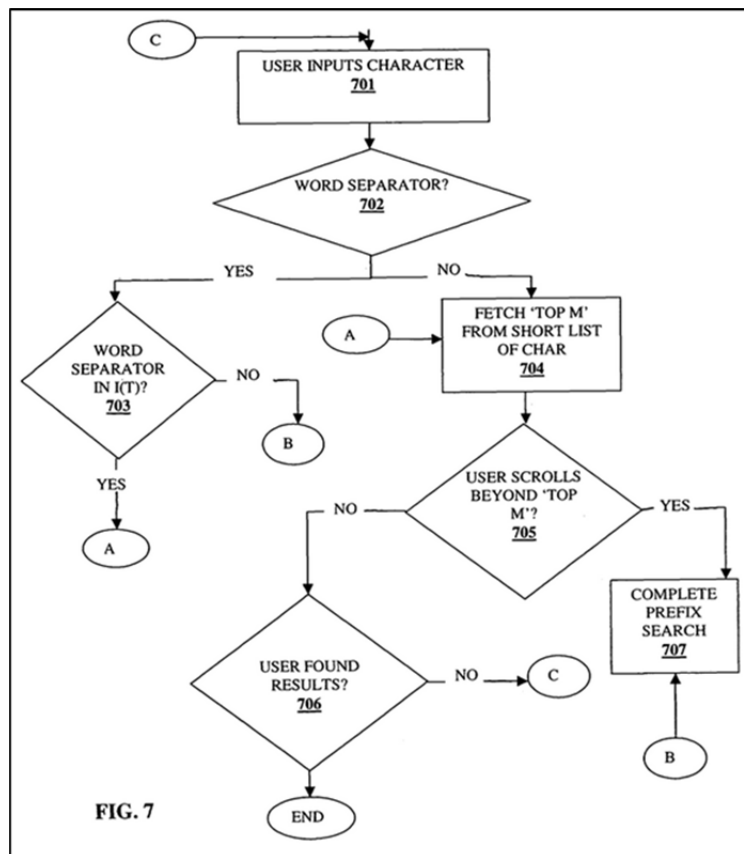 C
USER INPUTS CHARACTER
701
WORD SEPARATOR?
702
YES
NO
WORD
SEPARATOR
IN I(T)?
703
NO
B
YES
A
A
FETCH ‘TOP M’
FROM SHORT LIST
OF CHAR
704
USER SCROLLS
BEYOND ‘TOP
M’?
705
NO
YES
USER FOUND
RESULTS?
706
NO
C
COMPLETE
PREFIX
SEARCH
707
B
END
FIG. 7